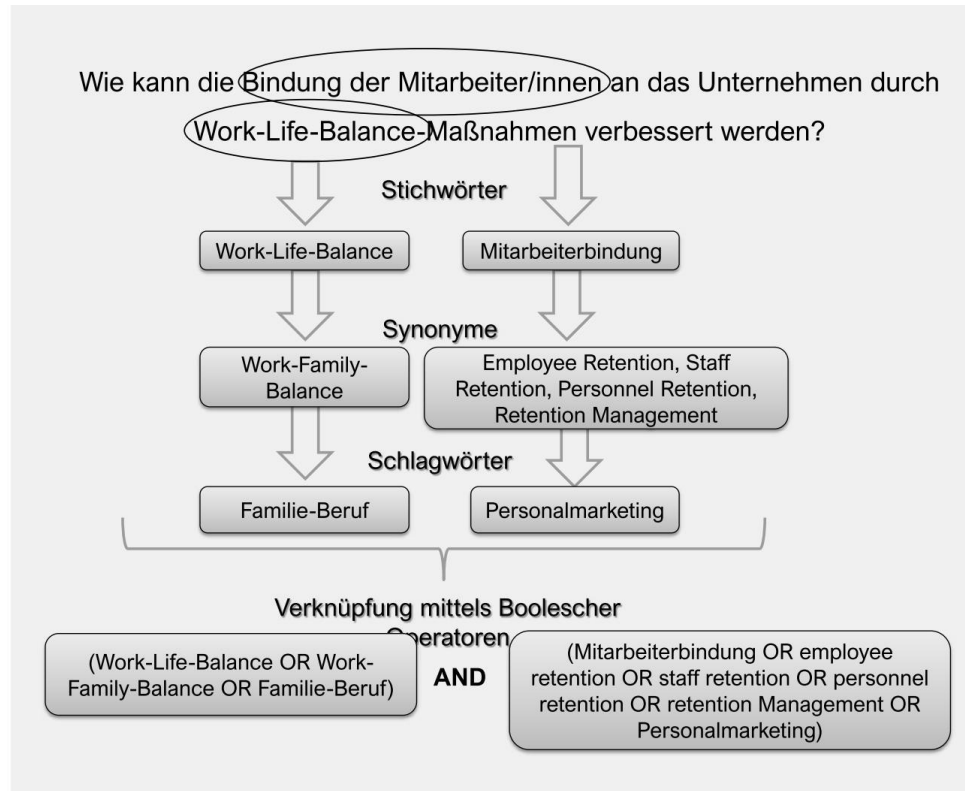 Wie kann die Bindung der Mitarbeiter/innen an das Unternehmen durch
Work-Life-Balance-Maßnahmen verbessert werden?
Stichwörter
Work-Life-Balance
Mitarbeiterbindung
Synonyme
Work-Family-
Balance
Employee Retention, Staff
Retention, Personnel Retention,
Retention Management
Schlagwörter
Familie-Beruf
Personalmarketing
Verknüpfung mittels Boolescher
Operatoren
(Work-Life-Balance OR Work-
Family-Balance OR Familie-Beruf)
AND
(Mitarbeiterbindung OR employee
retention OR staff retention OR personnel
retention OR retention Management OR
Personalmarketing)